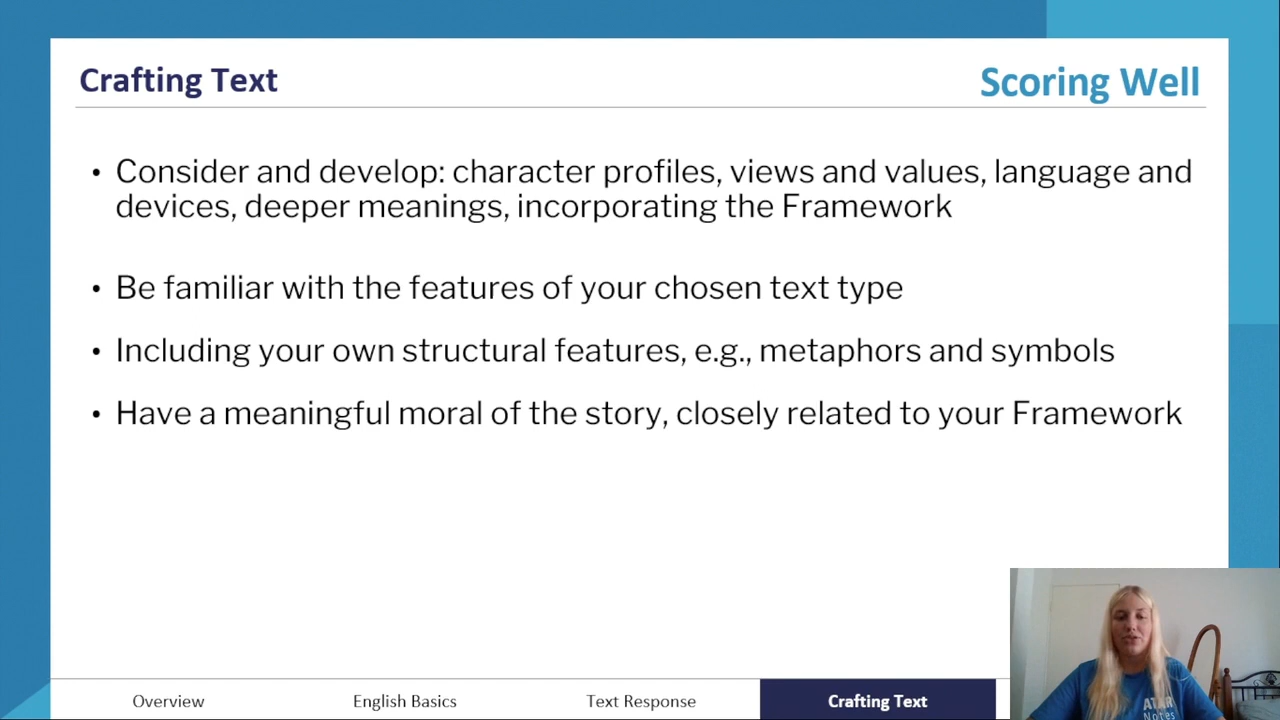 Crafting Text
Scoring Well
• Consider and develop: character profiles, views and values, language and
devices, deeper meanings, incorporating the Framework
• Be familiar with the features of your chosen text type
• Including your own structural features, e.g., metaphors and symbols
• Have a meaningful moral of the story, closely related to your Framework
ATAR
Notes
Overview
English Basics
Text Response
Crafting Text